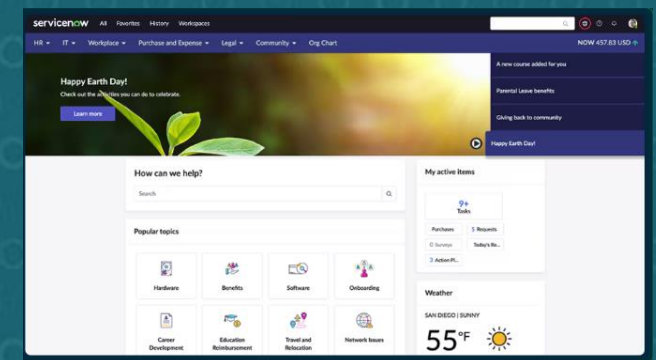 servicenow All Favorites History Workspaces
HR IT Workplace Purchase and Expense Legal Community Org Chart NOW 457.83 USD
Happy Earth Day!
Check out the activities you can do to celebrate.
Learn more
A new course added for you
Parental Leave benefits
Giving back to community
Happy Earth Day!
How can we help?
Search
Popular topics
Hardware
Benefits
Software
Onboarding
Career Development
Education Reimbursement
Travel and Relocation
Network Issues
My active items
9+
Tasks
Purchases
5 Requests
0 Surveys
Today's Re...
3 Action Pl...
Weather
SAN DIEGO | SUNNY
55°F